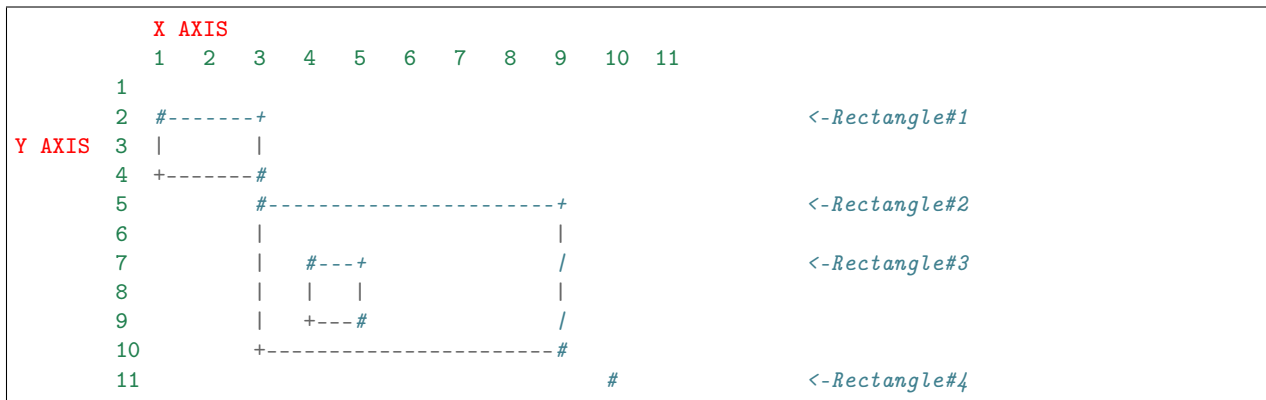 X AXIS
1 2 3 4 5 6 7 8 9 10 11
1
2 #-------+ <-Rectangle#1
Y AXIS 3 | |
4 +-------#
5 #-----------------------+ <-Rectangle#2
6 | |
7 | #---+ | <-Rectangle#3
8 | | | |
9 | +---# |
10 +-----------------------#
11 # <-Rectangle#4